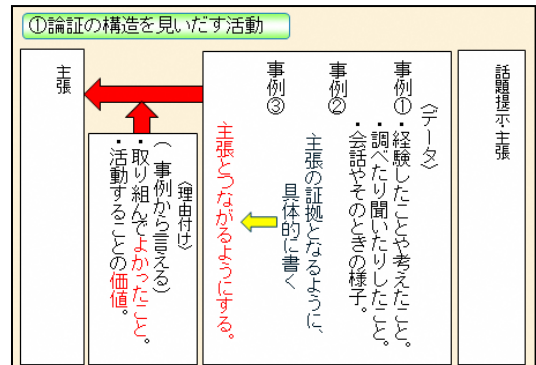 ①論証の構造を見いだす活動
話題提示・主張
〈データ〉
事例①・経験したことや考えたこと。
・調べたり聞いたりしたこと。
・会話やそのときの様子。
事例②
主張の証拠となるように、
具体的に書く
事例③
主張とつながるようにする。
〈理由付け〉
(事例から言える)
・取り組んでよかったこと。
・活動することの価値。
主張